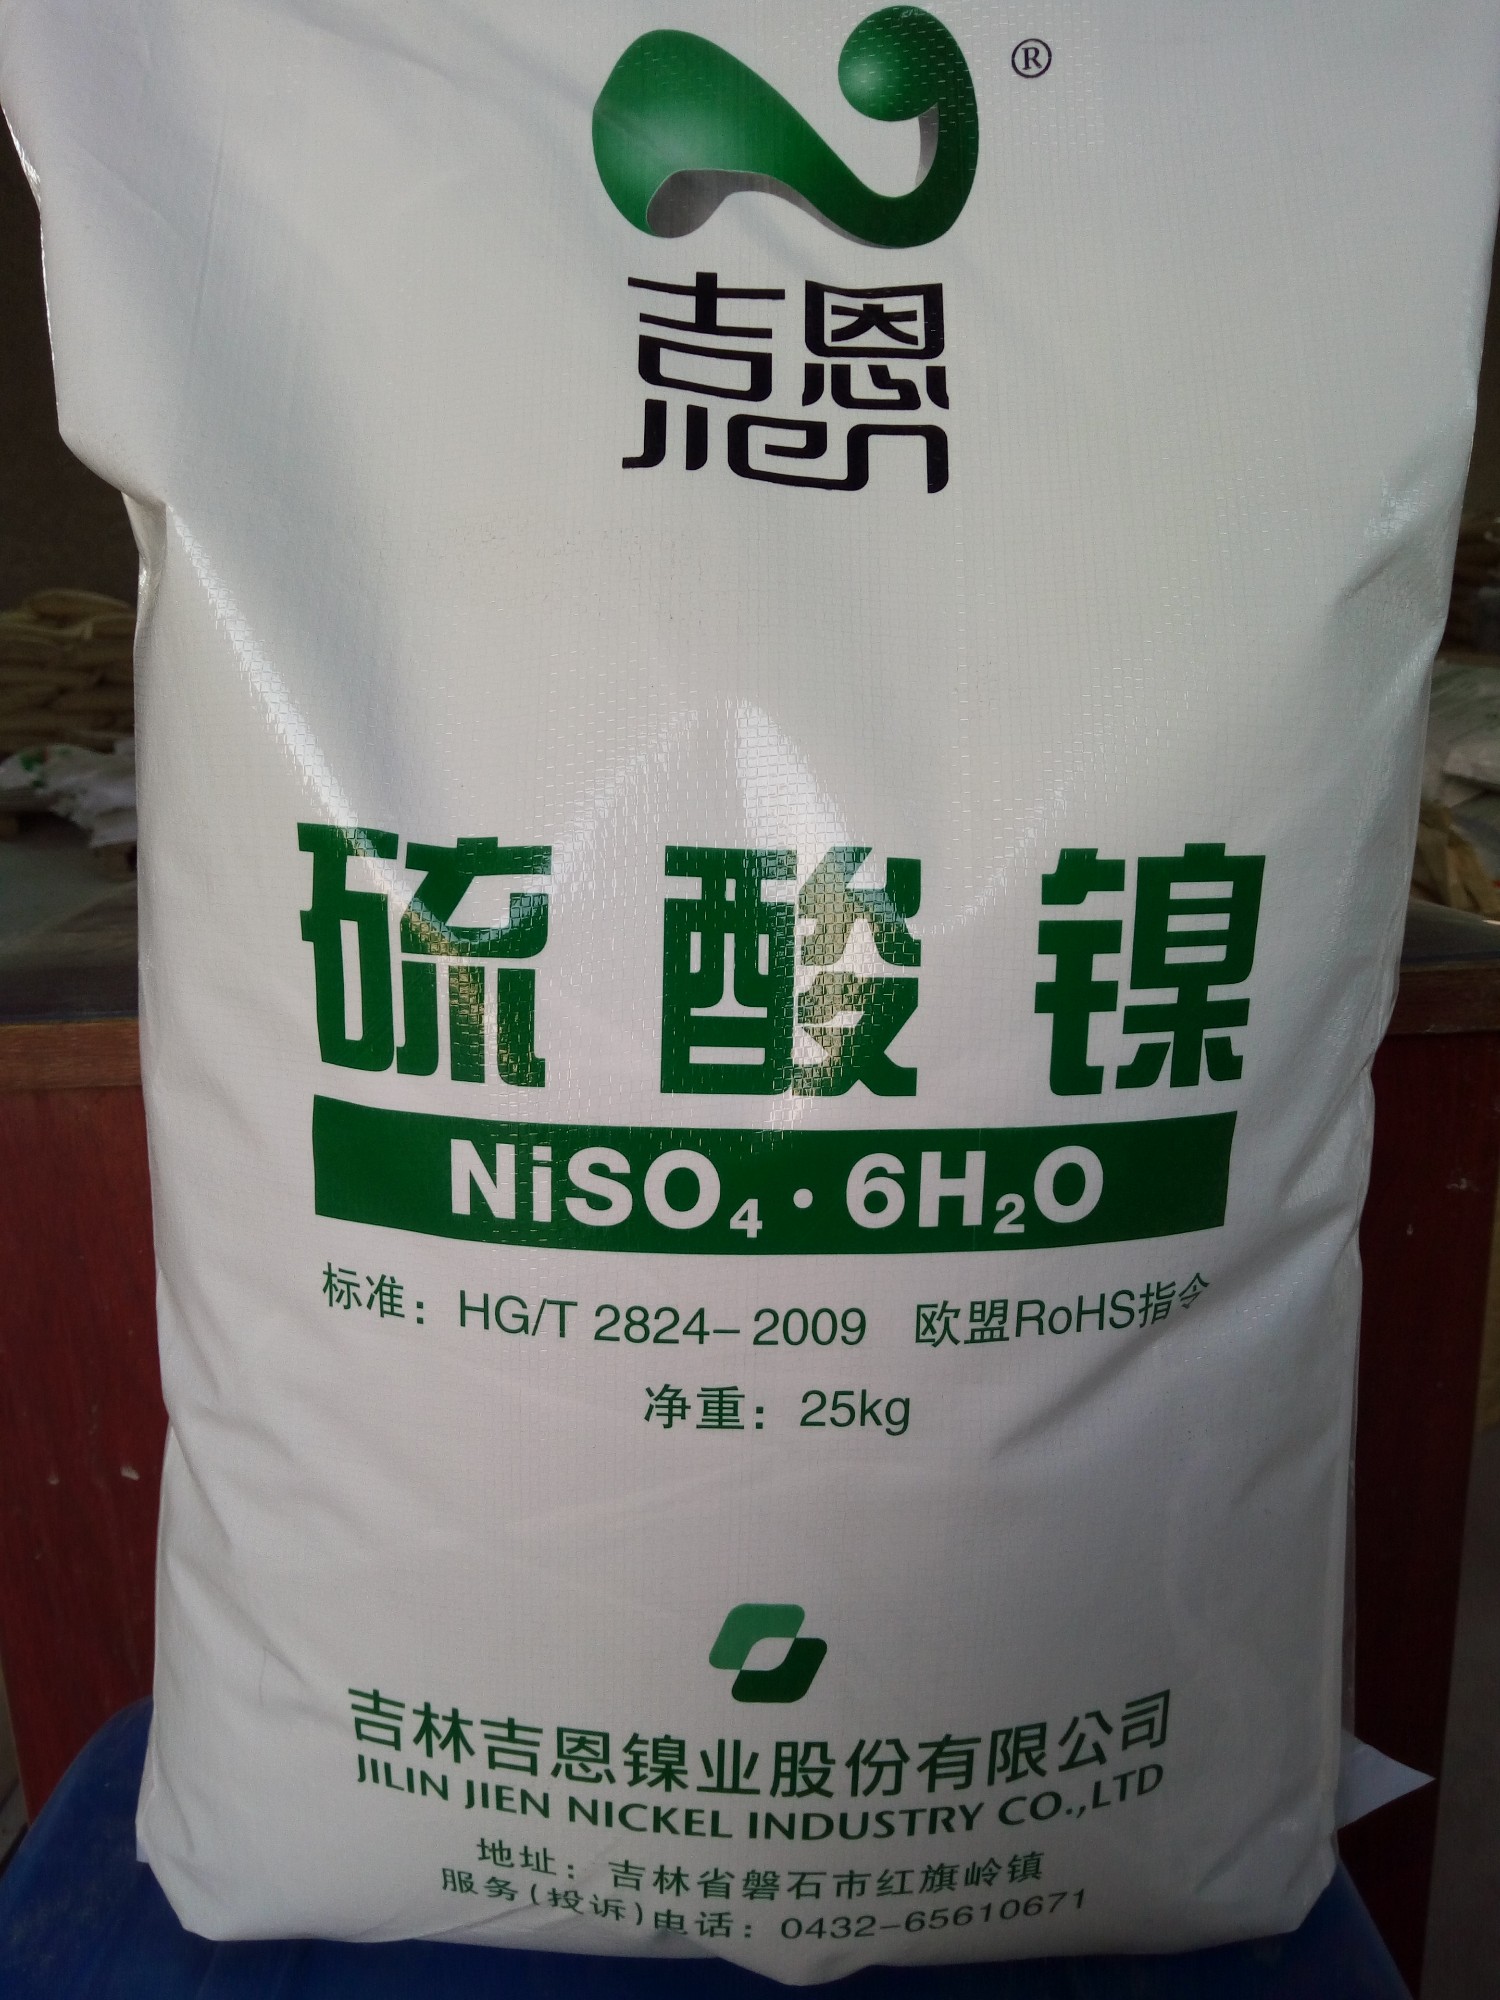 ®
吉恩
jien
硫酸镍
NiSO₄·6H₂O
标准：HG/T 2824-2009 欧盟RoHS指令
净重：25kg
吉林吉恩镍业股份有限公司
JILIN JIEN NICKEL INDUSTRY CO.,LTD
地址：吉林省磐石市红旗岭镇
服务(投诉)电话：0432-65610671